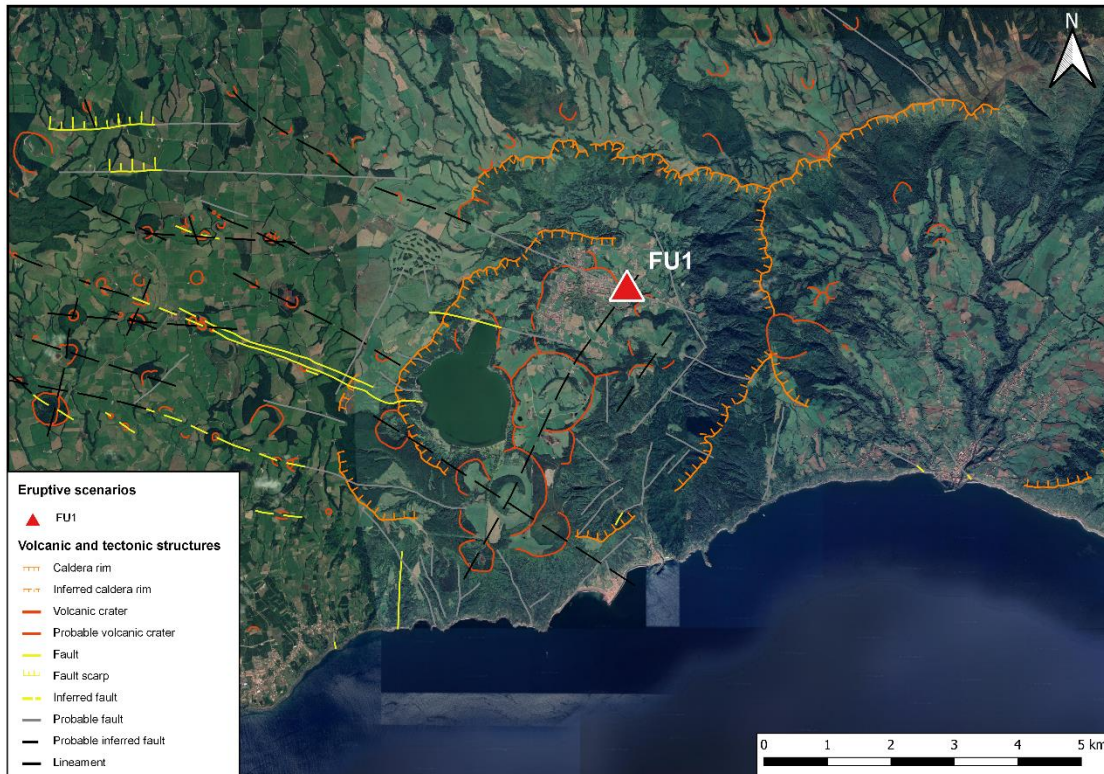 N
FU1
Eruptive scenarios
FU1
Volcanic and tectonic structures
Caldera rim
Inferred caldera rim
Volcanic crater
Probable volcanic crater
Fault
Fault scarp
Inferred fault
Probable fault
Probable inferred fault
Lineament
0 1 2 3 4 5 km